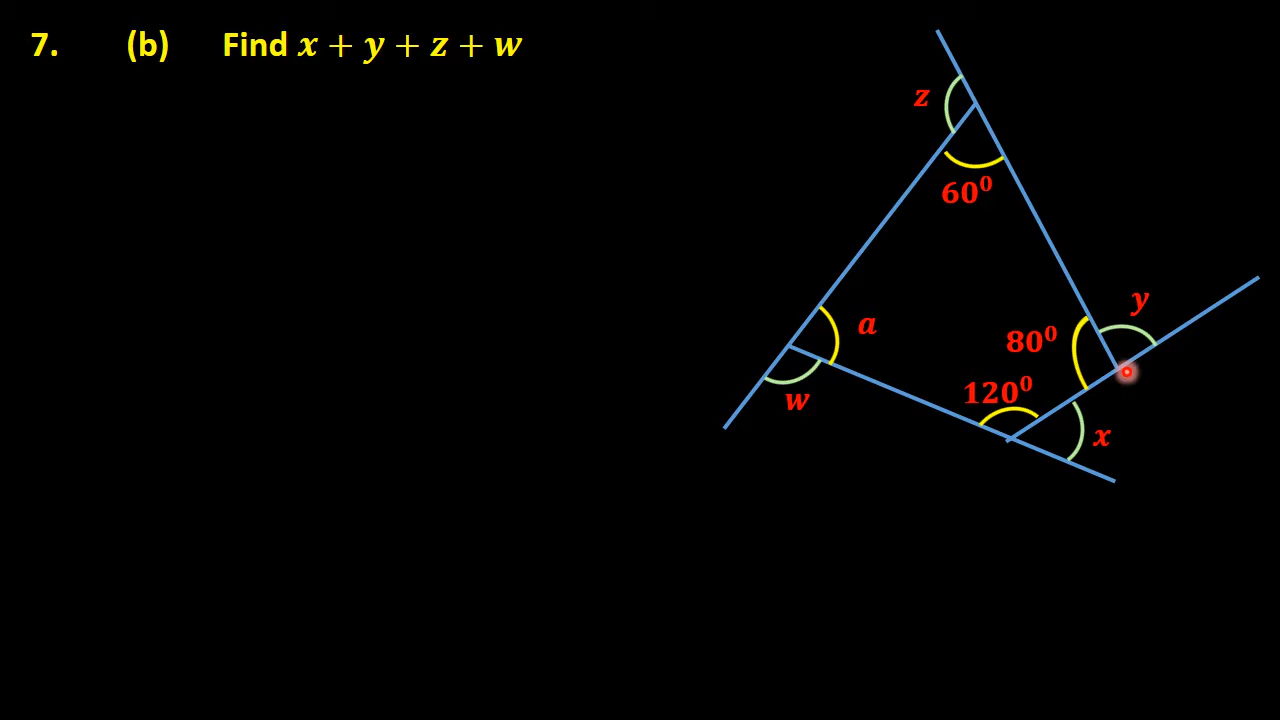 7. (b) Find x + y + z + w
z
60⁰
y
a
80⁰
120⁰
w
x